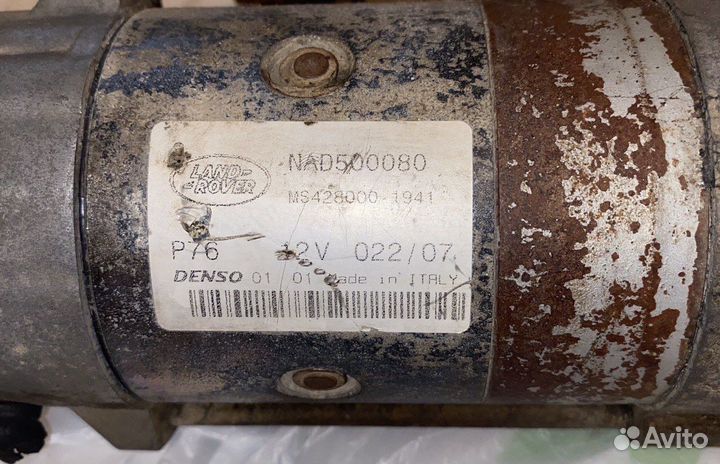 LAND-
-ROVER
NAD500080
MS428000-1941
P76 12V 022/07
DENSO 01 01 Made in ITALY
Avito